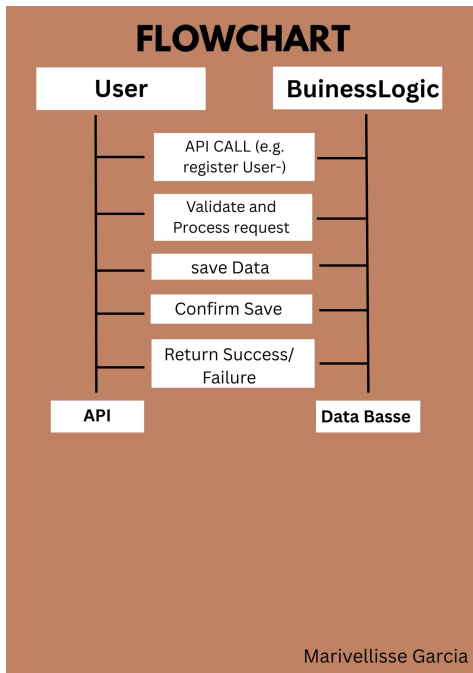 FLOWCHART
User
BuinessLogic
API CALL (e.g.
register User-)
Validate and
Process request
save Data
Confirm Save
Return Success/
Failure
API
Data Basse
Marivellisse Garcia